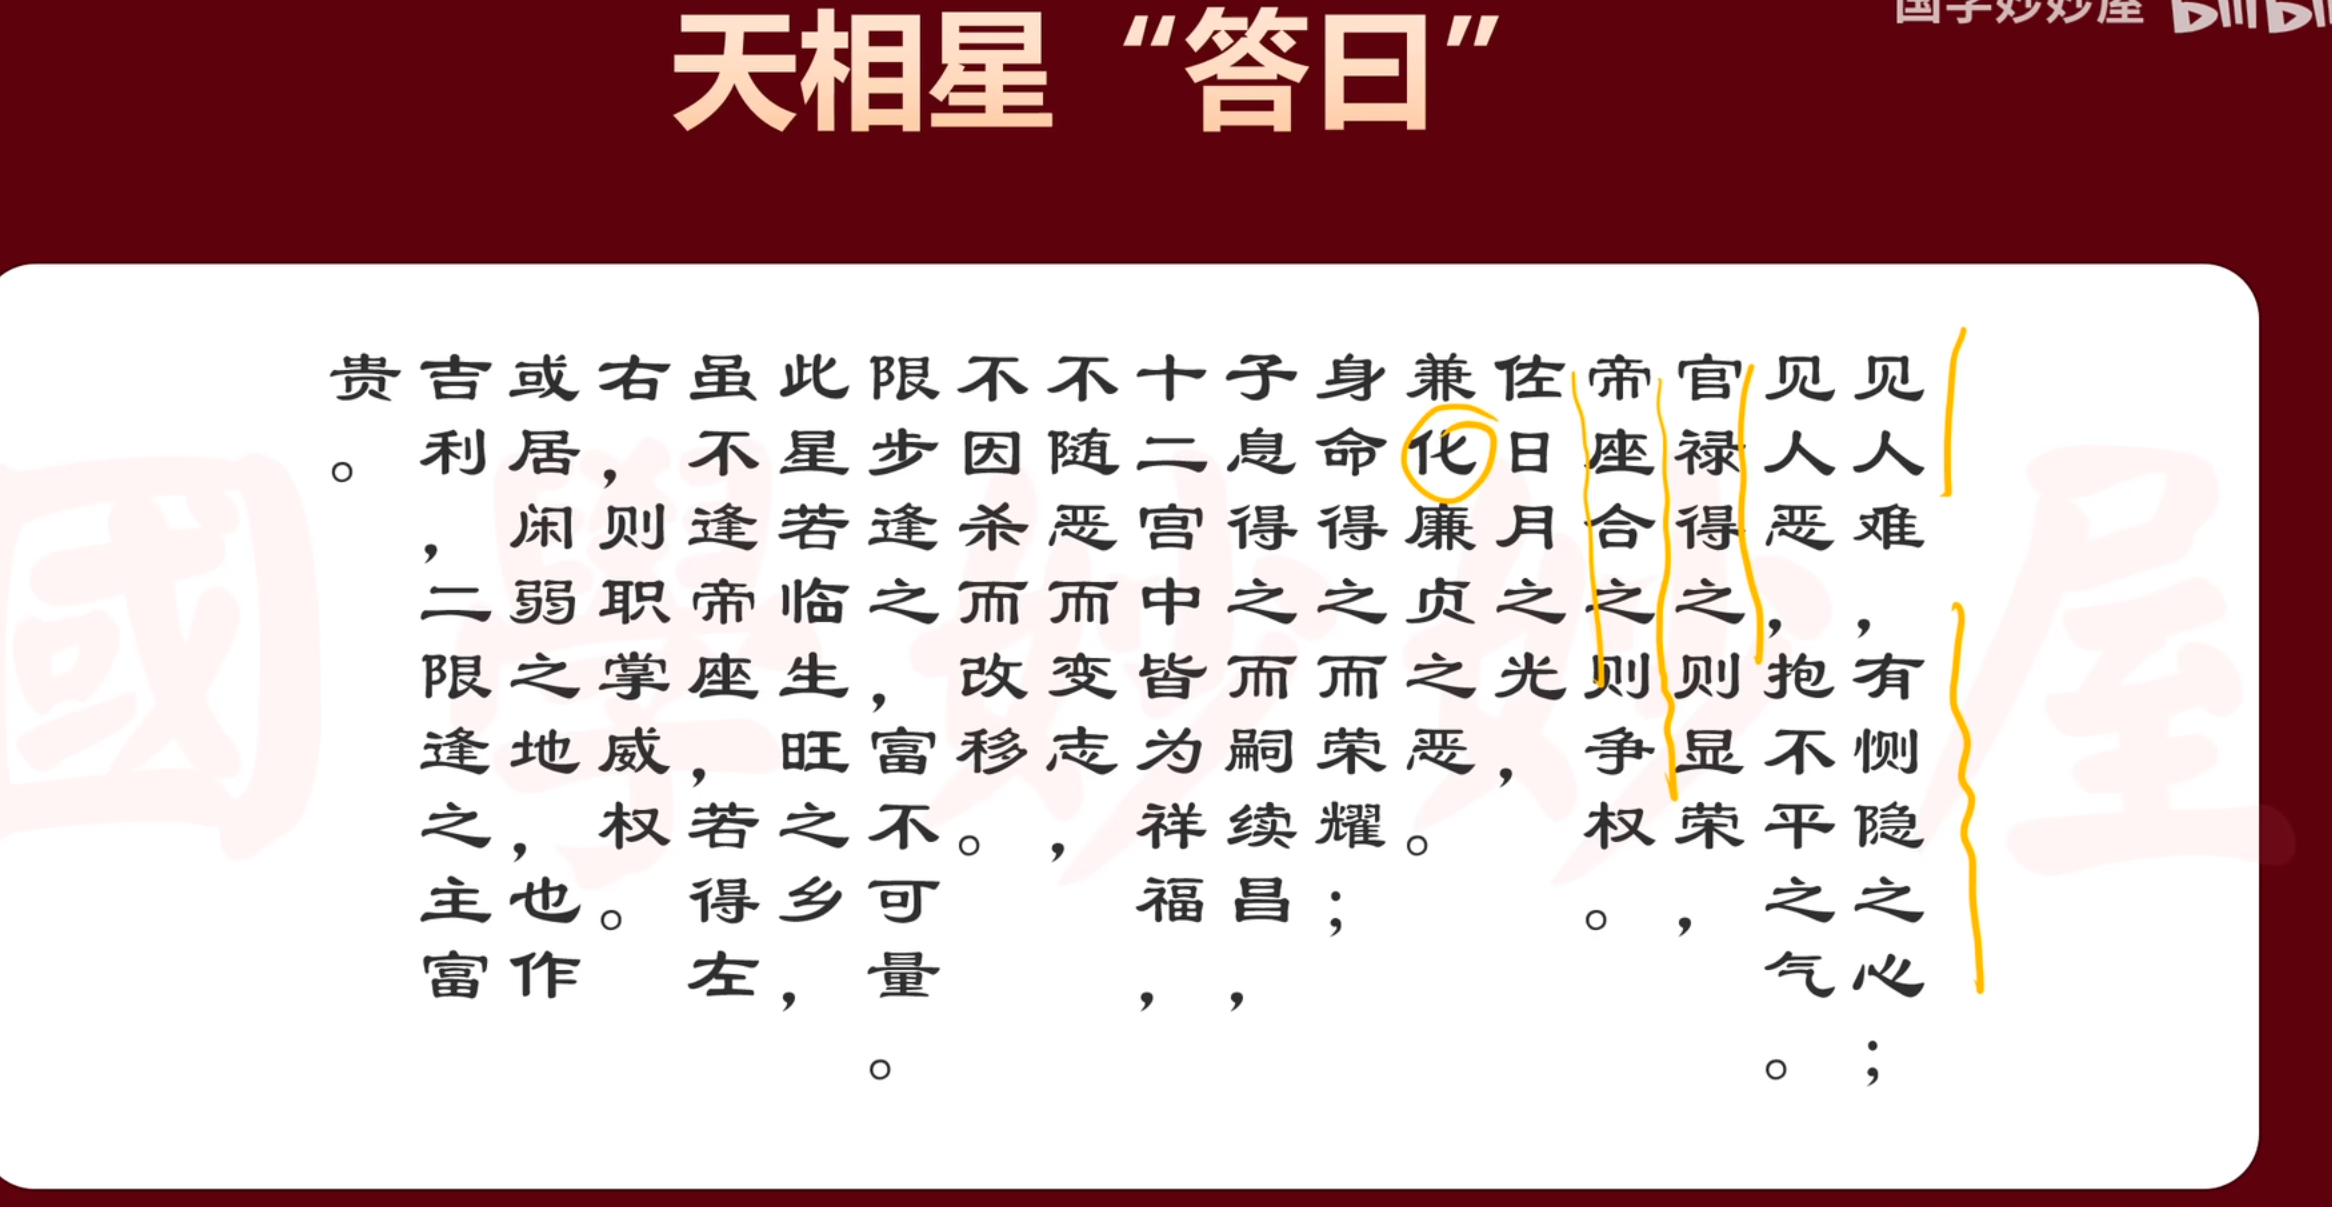 天相星 “答曰”
国学妙妙屋 bilibili
见人难，有恻隐之心；
见人恶，抱不平之气。
官禄得之则显荣，
帝座合之则争权。
佐日月之光，
兼化廉贞之恶。
身命得之而荣耀；
子息得之而嗣续昌，
十二宫中皆为祥福，
不随恶而变志，
不因杀而改移。
限步逢之，富不可量。
此星若临生旺之乡，
虽不逢帝座，若得左
右，则职掌威权。
或居闲弱之地，也作
吉利，二限逢之主富
贵。
國學妙妙屋